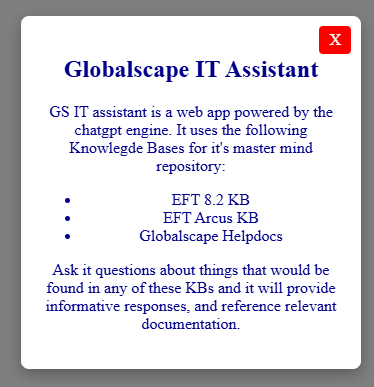 X
Globalscape IT Assistant
GS IT assistant is a web app powered by the
chatgpt engine. It uses the following
Knowlegde Bases for it's master mind
repository:
• EFT 8.2 KB
• EFT Arcus KB
• Globalscape Helpdocs
Ask it questions about things that would be
found in any of these KBs and it will provide
informative responses, and reference relevant
documentation.